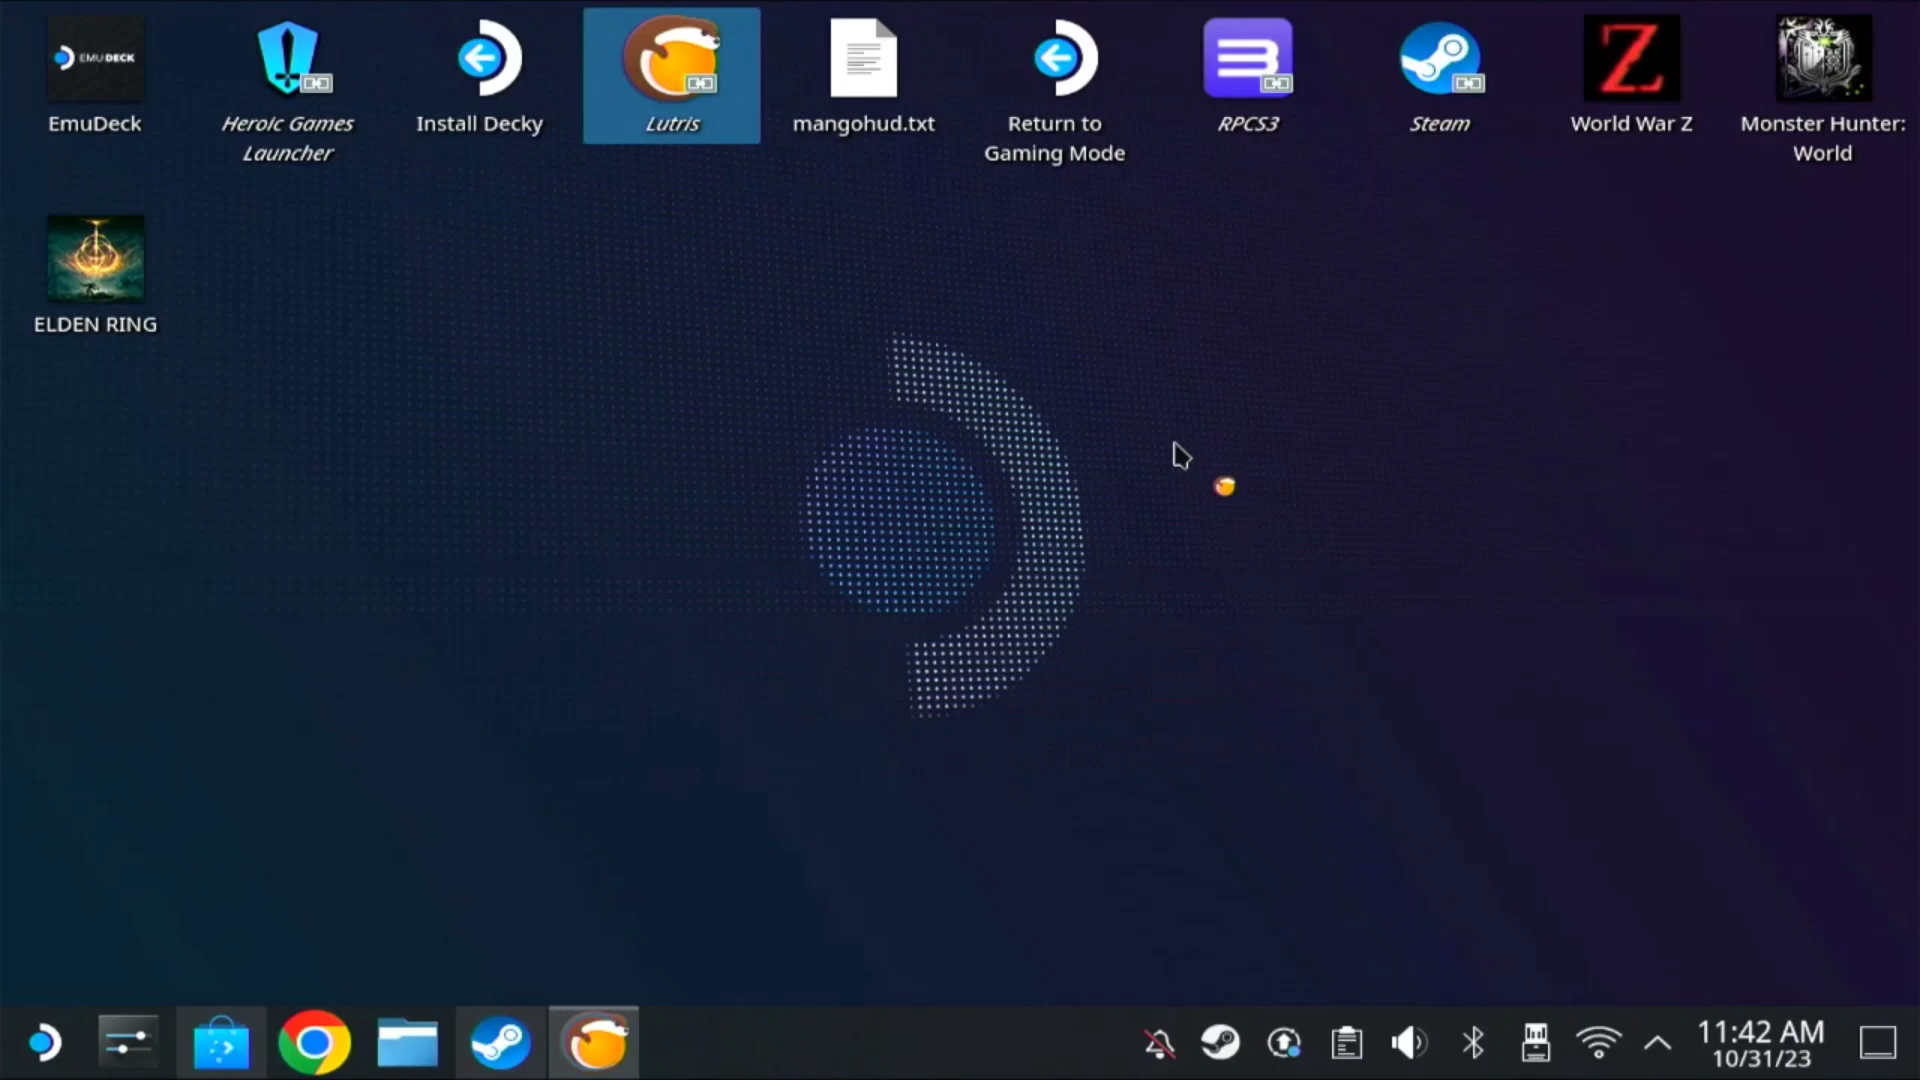 EMUDECK
EmuDeck
Heroic Games
Launcher
Install Decky
Lutris
mangohud.txt
Return to
Gaming Mode
RPCS3
Steam
Z
World War Z
Monster Hunter:
World
ELDEN RING
11:42 AM
10/31/23